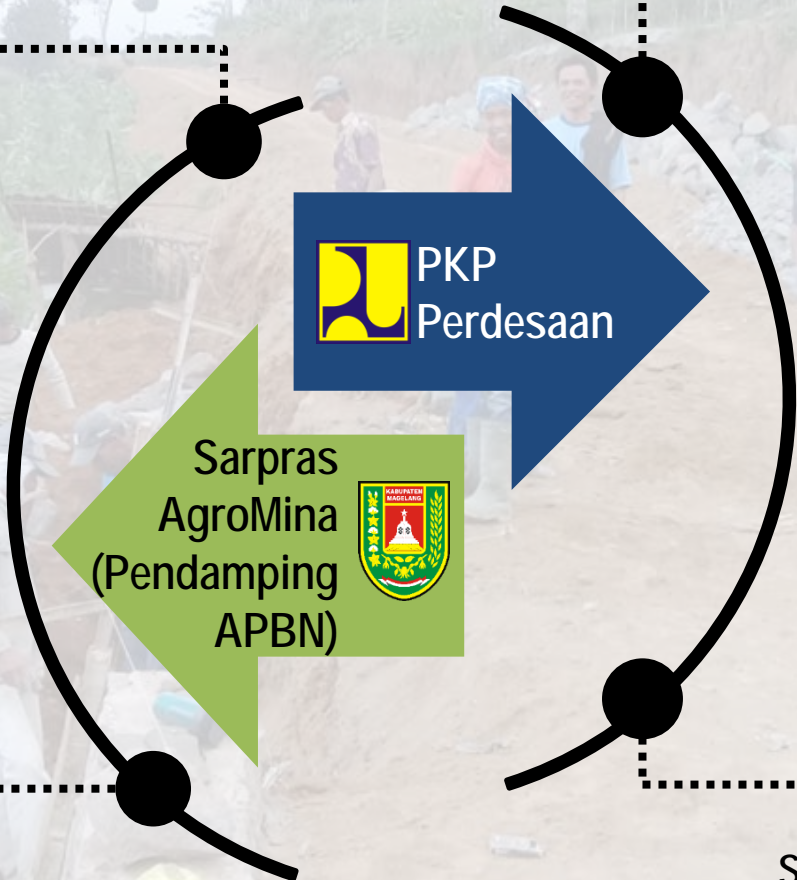 PKP
Perdesaan
Sarpras
AgroMina
(Pendamping
APBN)
KABUPATEN
MAGELANG
S